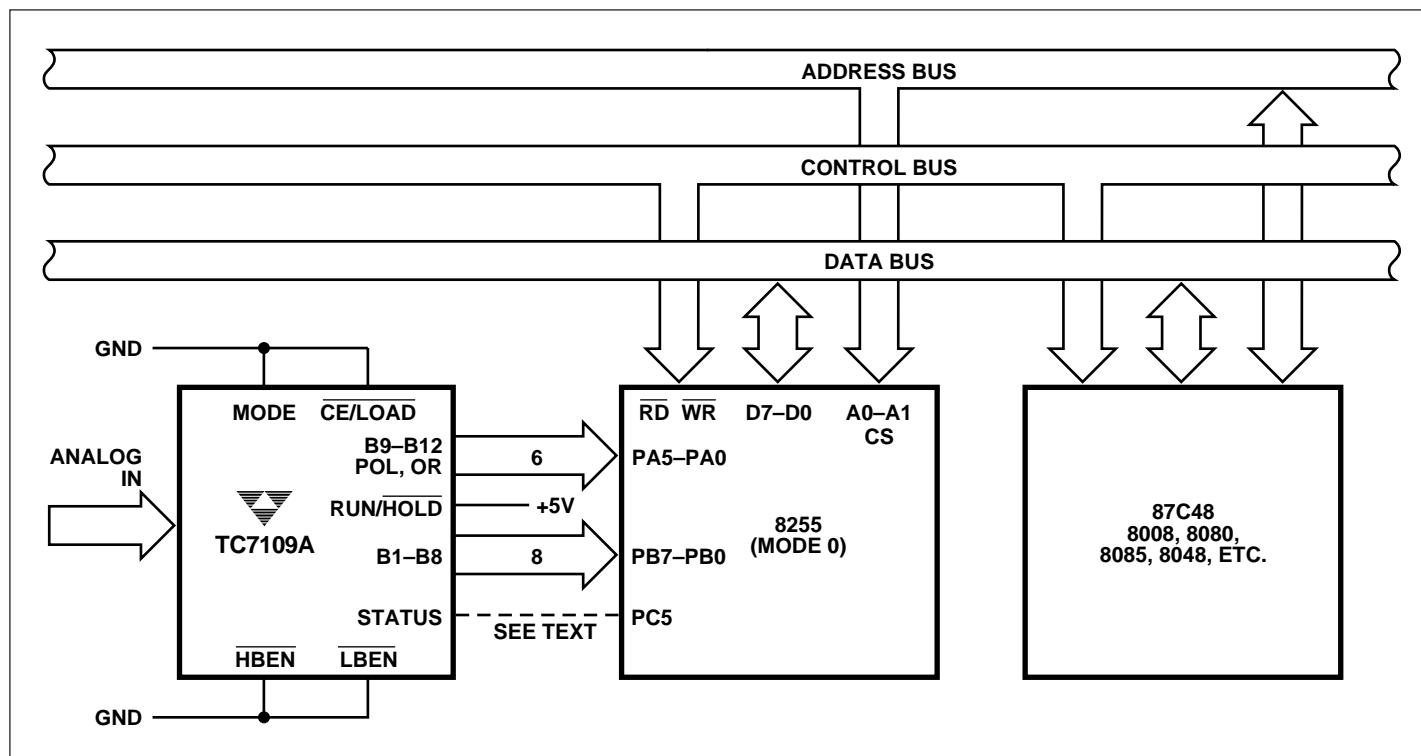 ADDRESS BUS
CONTROL BUS
DATA BUS
GND
MODE CE/LOAD
ANALOG
IN
B9–B12
POL, OR
6
RUN/HOLD
+5V
TC7109A
B1–B8
8
STATUS
SEE TEXT
HBEN LBEN
GND
RD WR D7–D0 A0–A1
CS
PA5–PA0
8255
(MODE 0)
PB7–PB0
PC5
87C48
8008, 8080,
8085, 8048, ETC.